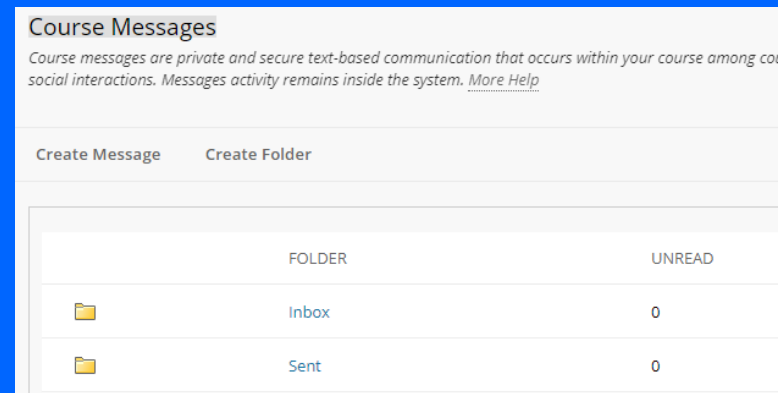 Course Messages
Course messages are private and secure text-based communication that occurs within your course among
social interactions. Messages activity remains inside the system. More Help
Create Message Create Folder
FOLDER UNREAD
Inbox 0
Sent 0